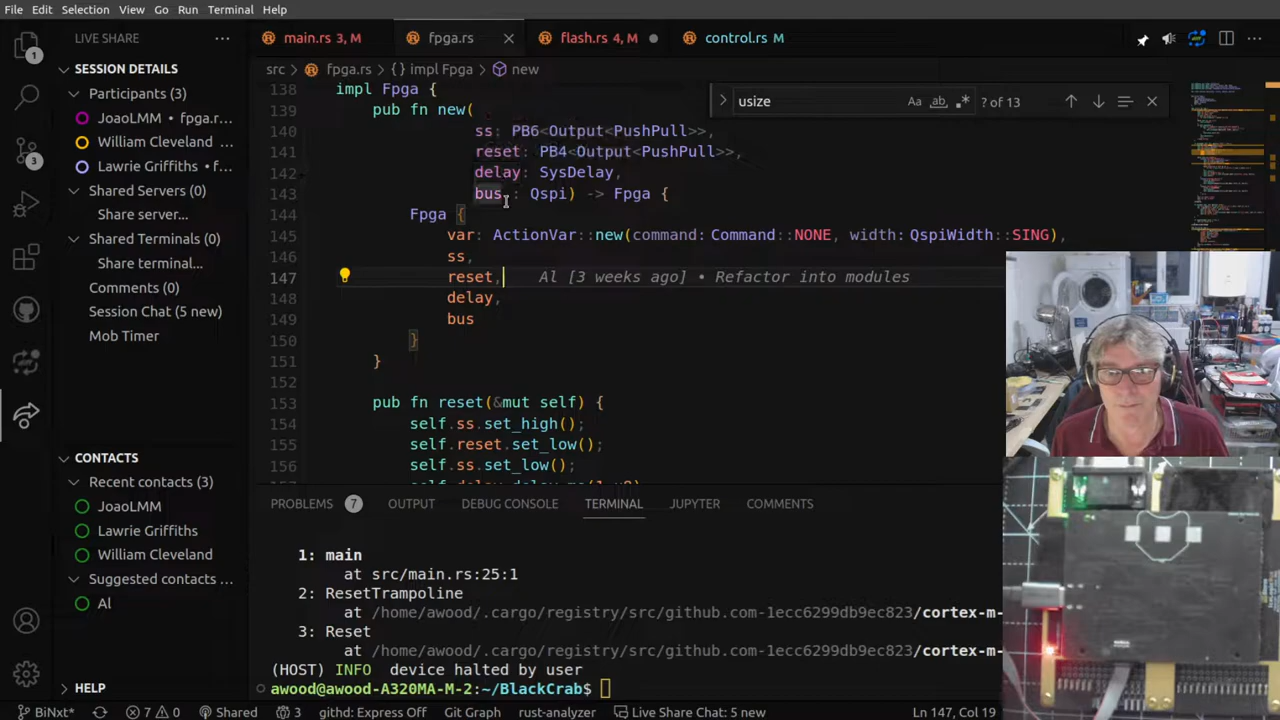 File Edit Selection View Go Run Terminal Help
LIVE SHARE ···
SESSION DETAILS
Participants (3)
JoaoLMM • fpga.r...
William Cleveland •
Lawrie Griffiths • f...
Shared Servers (0)
Share server...
Shared Terminals (0)
Share terminal...
Comments (0)
Session Chat (5 new)
Mob Timer
CONTACTS
Recent contacts (3)
JoaoLMM
Lawrie Griffiths
William Cleveland
Suggested contacts ...
Al
HELP
1
3
main.rs 3, M
fpga.rs
flash.rs 4, M
control.rs M
src > fpga.rs > {} impl Fpga > new
usize Aa ab .* ? of 13
138 impl Fpga {
139 pub fn new(
140 ss: PB6<Output<PushPull>>,
141 reset: PB4<Output<PushPull>>,
142 delay: SysDelay,
143 bus : Qspi) -> Fpga {
144 Fpga {
145 var: ActionVar::new(command:Command::NONE, width:QspiWidth::SING),
146 ss,
147 reset, Al [3 weeks ago] • Refactor into modules
148 delay,
149 bus
150 }
151 }
152
153 pub fn reset(&mut self) {
154 self.ss.set_high();
155 self.reset.set_low();
156 self.ss.set_low();
PROBLEMS 7 OUTPUT DEBUG CONSOLE TERMINAL JUPYTER COMMENTS
1: main
at src/main.rs:25:1
2: ResetTrampoline
at /home/awood/.cargo/registry/src/github.com-1ecc6299db9ec823/cortex-m-
3: Reset
at /home/awood/.cargo/registry/src/github.com-1ecc6299db9ec823/cortex-m-
(HOST) INFO device halted by user
awood@awood-A320MA-M-2:~/BlackCrab$
BiNxt* 7 0 Shared 3 githd: Express Off Git Graph rust-analyzer Live Share Chat: 5 new Ln 147, Col 19